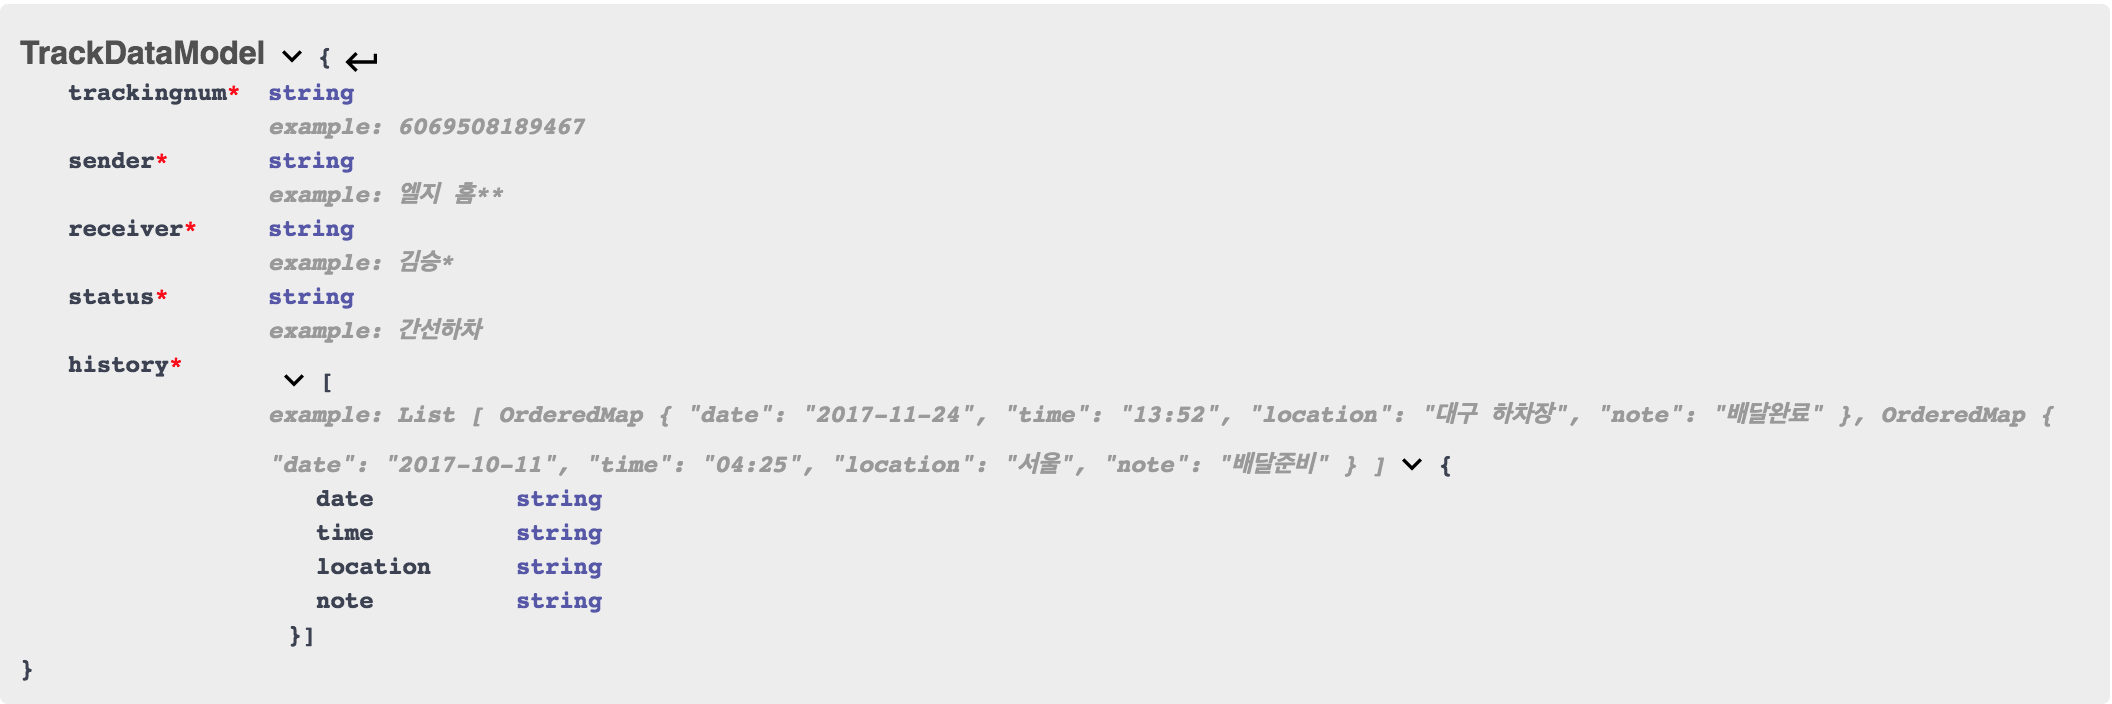 TrackDataModel {
trackingnum* string
example: 6069508189467
sender* string
example: 엘지 홈**
receiver* string
example: 김승*
status* string
example: 간선하차
history*
[
example: List [ OrderedMap { "date": "2017-11-24", "time": "13:52", "location": "대구 하차장", "note": "배달완료" }, OrderedMap {
"date": "2017-10-11", "time": "04:25", "location": "서울", "note": "배달준비" } ] {
date string
time string
location string
note string
}]
}